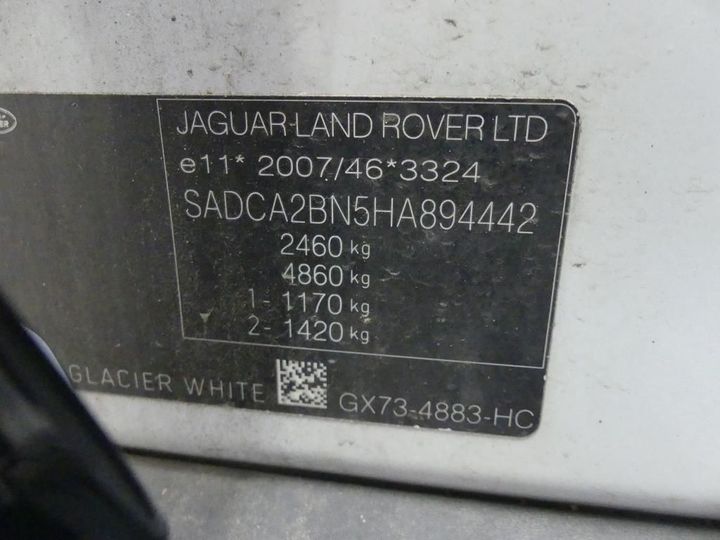 JAGUAR-LAND ROVER LTD
e11* 2007/46*3324
SADCA2BN5HA894442
2460 kg
4860 kg
1- 1170 kg
2- 1420 kg
GLACIER WHITE
GX73-4883-HC